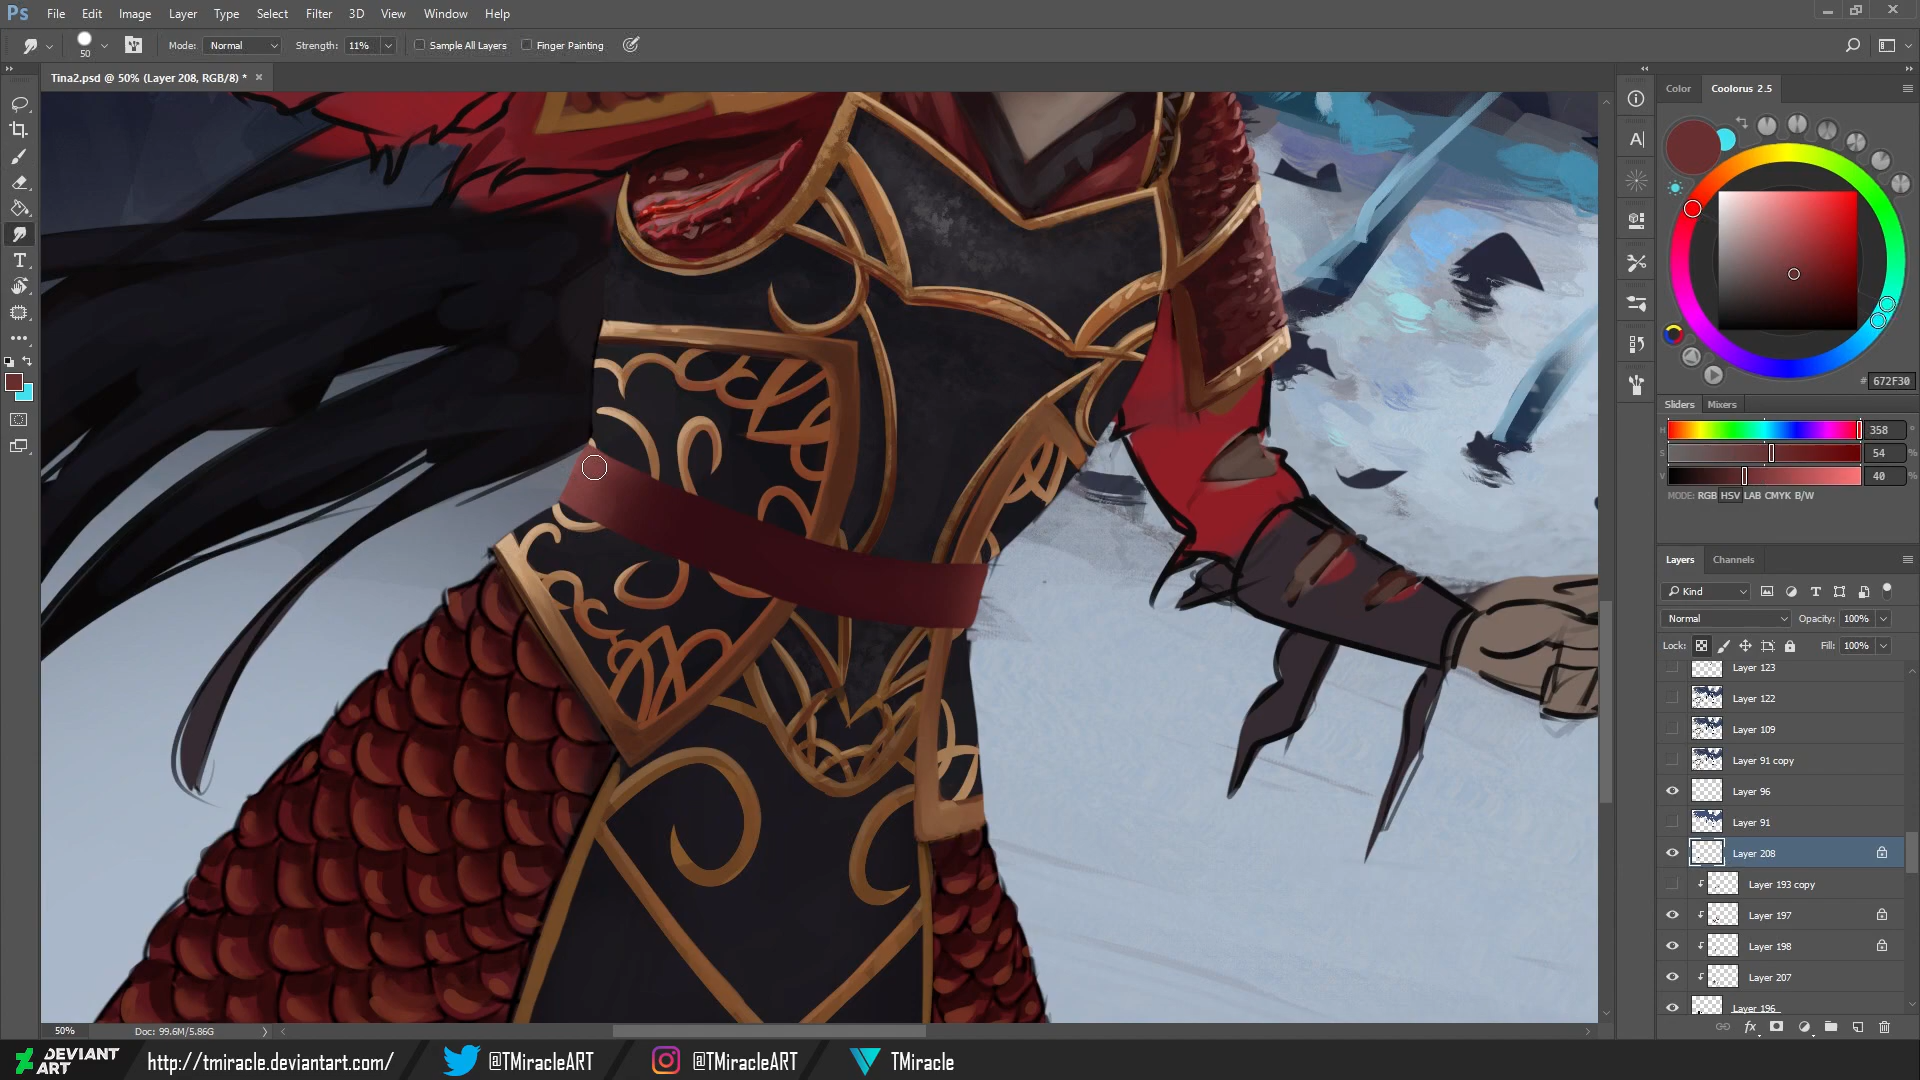 Ps File Edit Image Layer Type Select Filter 3D View Window Help
50 Mode: Normal Strength: 11% Sample All Layers Finger Painting
Tina2.psd @ 50% (Layer 208, RGB/8) * ×
Color Coolorus 2.5
# 672F30
Sliders Mixers
H 358 °
S 54 %
V 40 %
MODE: RGB HSV LAB CMYK B/W
Layers Channels
Kind
Normal Opacity: 100%
Lock: Fill: 100%
Layer 123
Layer 122
Layer 109
Layer 91 copy
Layer 96
Layer 91
Layer 208
Layer 193 copy
Layer 197
Layer 198
Layer 207
Layer 196
50% Doc: 99.6M/5.86G
DEVIANT ART http://tmiracle.deviantart.com/ @TMiracleART @TMiracleART TMiracle